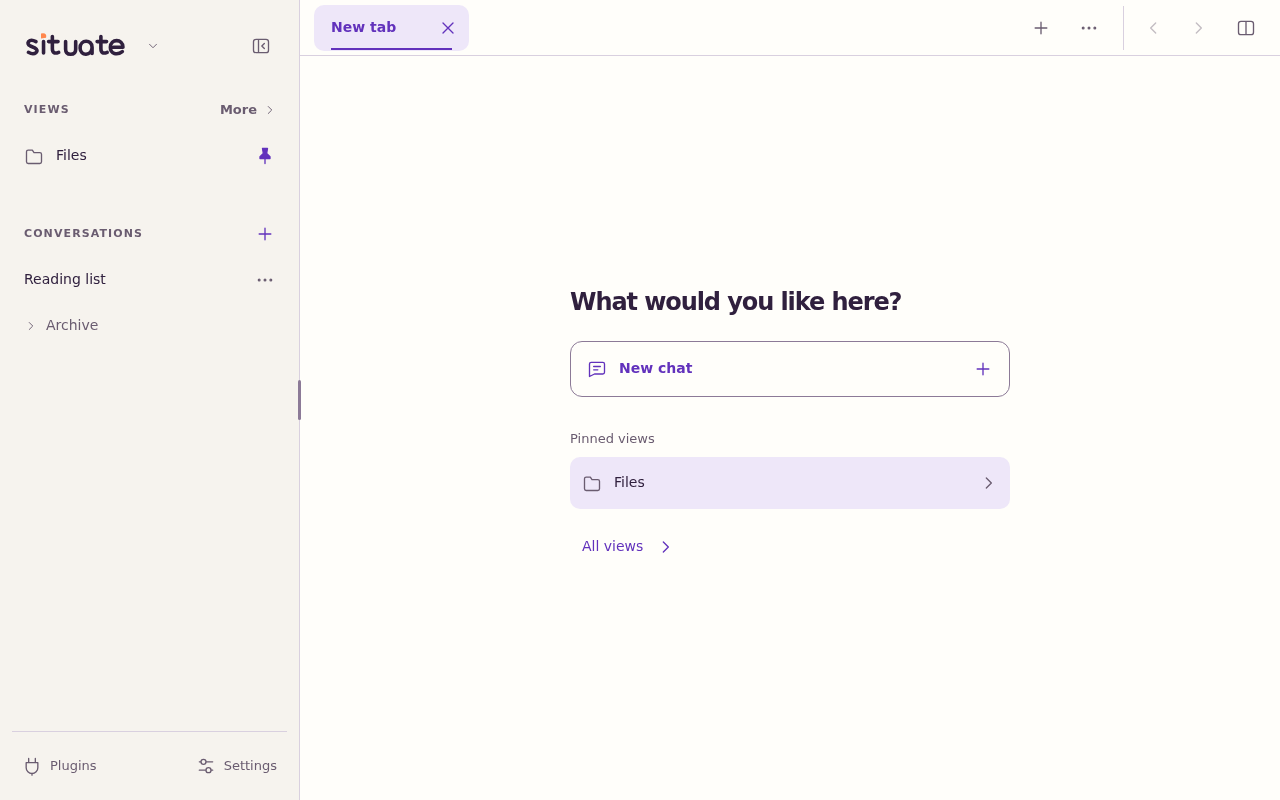 situate
VIEWS
More
Files
CONVERSATIONS
Reading list
Archive
Plugins
Settings
New tab
What would you like here?
New chat
Pinned views
Files
All views